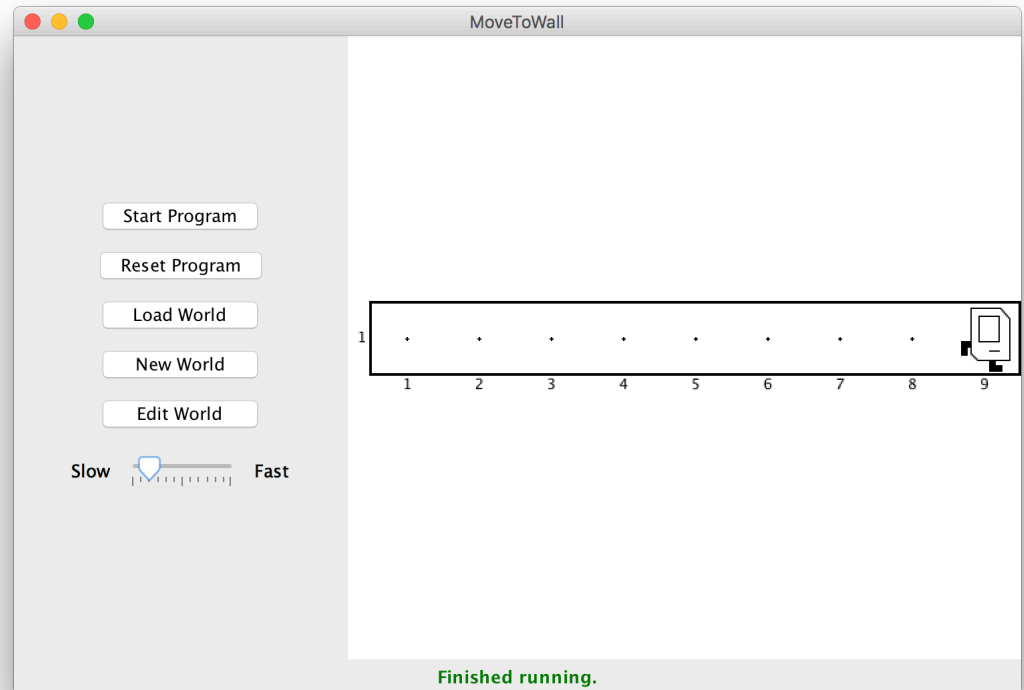 MoveToWall
Start Program
Reset Program
Load World
New World
Edit World
Slow Fast
1
1 2 3 4 5 6 7 8 9
Finished running.